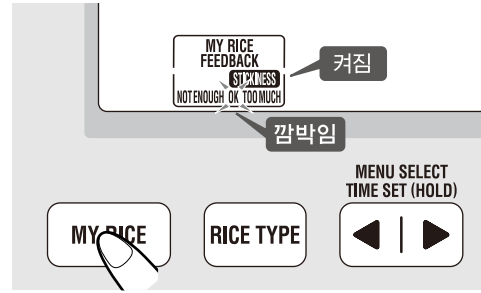 MY RICE
FEEDBACK
STICKINESS
NOT ENOUGH OK TOO MUCH
켜짐
깜박임
MENU SELECT
TIME SET (HOLD)
MY RICE
RICE TYPE